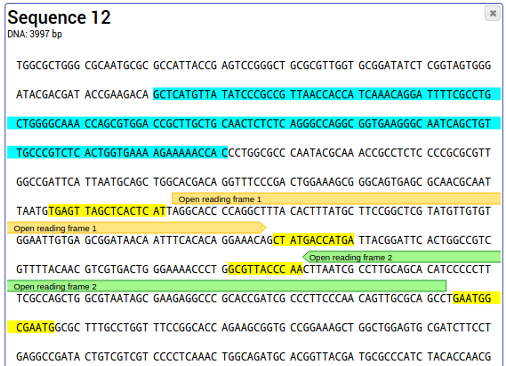 Sequence 12
DNA: 3997 bp
TGGCGCTGGG CGCAATGCGC GCCATTACCG AGTCCGGGCT GCGCGTTGGT GCGGATATCT CGGTAGTGGG
ATACGACGAT ACCGAAGACA GCTCATGTTA TATCCCGCCG TTAACCACCA TCAAACAGGA TTTTCGCCTG
CTGGGGCAAA CCAGCGTGGA CCGCTTGCTG CAACTCTCTC AGGGCCAGGC GGTGAAGGGC AATCAGCTGT
TGCCCGTCTC ACTGGTGAAA AGAAAAACCA CCCTGGCGCC CAATACGCAA ACCGCCTCTC CCCGCGCGTT
GGCCGATTCA TTAATGCAGC TGGCACGACA GGTTTCCCGA CTGGAAAGCG GGCAGTGAGC GCAACGCAAT
Open reading frame 1
TAATGTGAGT TAGCTCACTC ATTAGGCACC CCAGGCTTTA CACTTTATGC TTCCGGCTCG TATGTTGTGT
Open reading frame 1
GGAATTGTGA GCGGATAACA ATTTCACACA GGAAACAGCT ATGACCATGA TTACGGATTC ACTGGCCGTC
Open reading frame 2
GTTTTACAAC GTCGTGACTG GGAAAACCCT GGCGTTACCC AACTTAATCG CCTTGCAGCA CATCCCCCTT
Open reading frame 2
TCGCCAGCTG GCGTAATAGC GAAGAGGCCC GCACCGATCG CCCTTCCCAA CAGTTGCGCA GCCTGAATGG
CGAATGGCGC TTTGCCTGGT TTCCGGCACC AGAAGCGGTG CCGGAAAGCT GGCTGGAGTG CGATCTTCCT
GAGGCCGATA CTGTCGTCGT CCCCTCAAAC TGGCAGATGC ACGGTTACGA TGCGCCCATC TACACCAACG